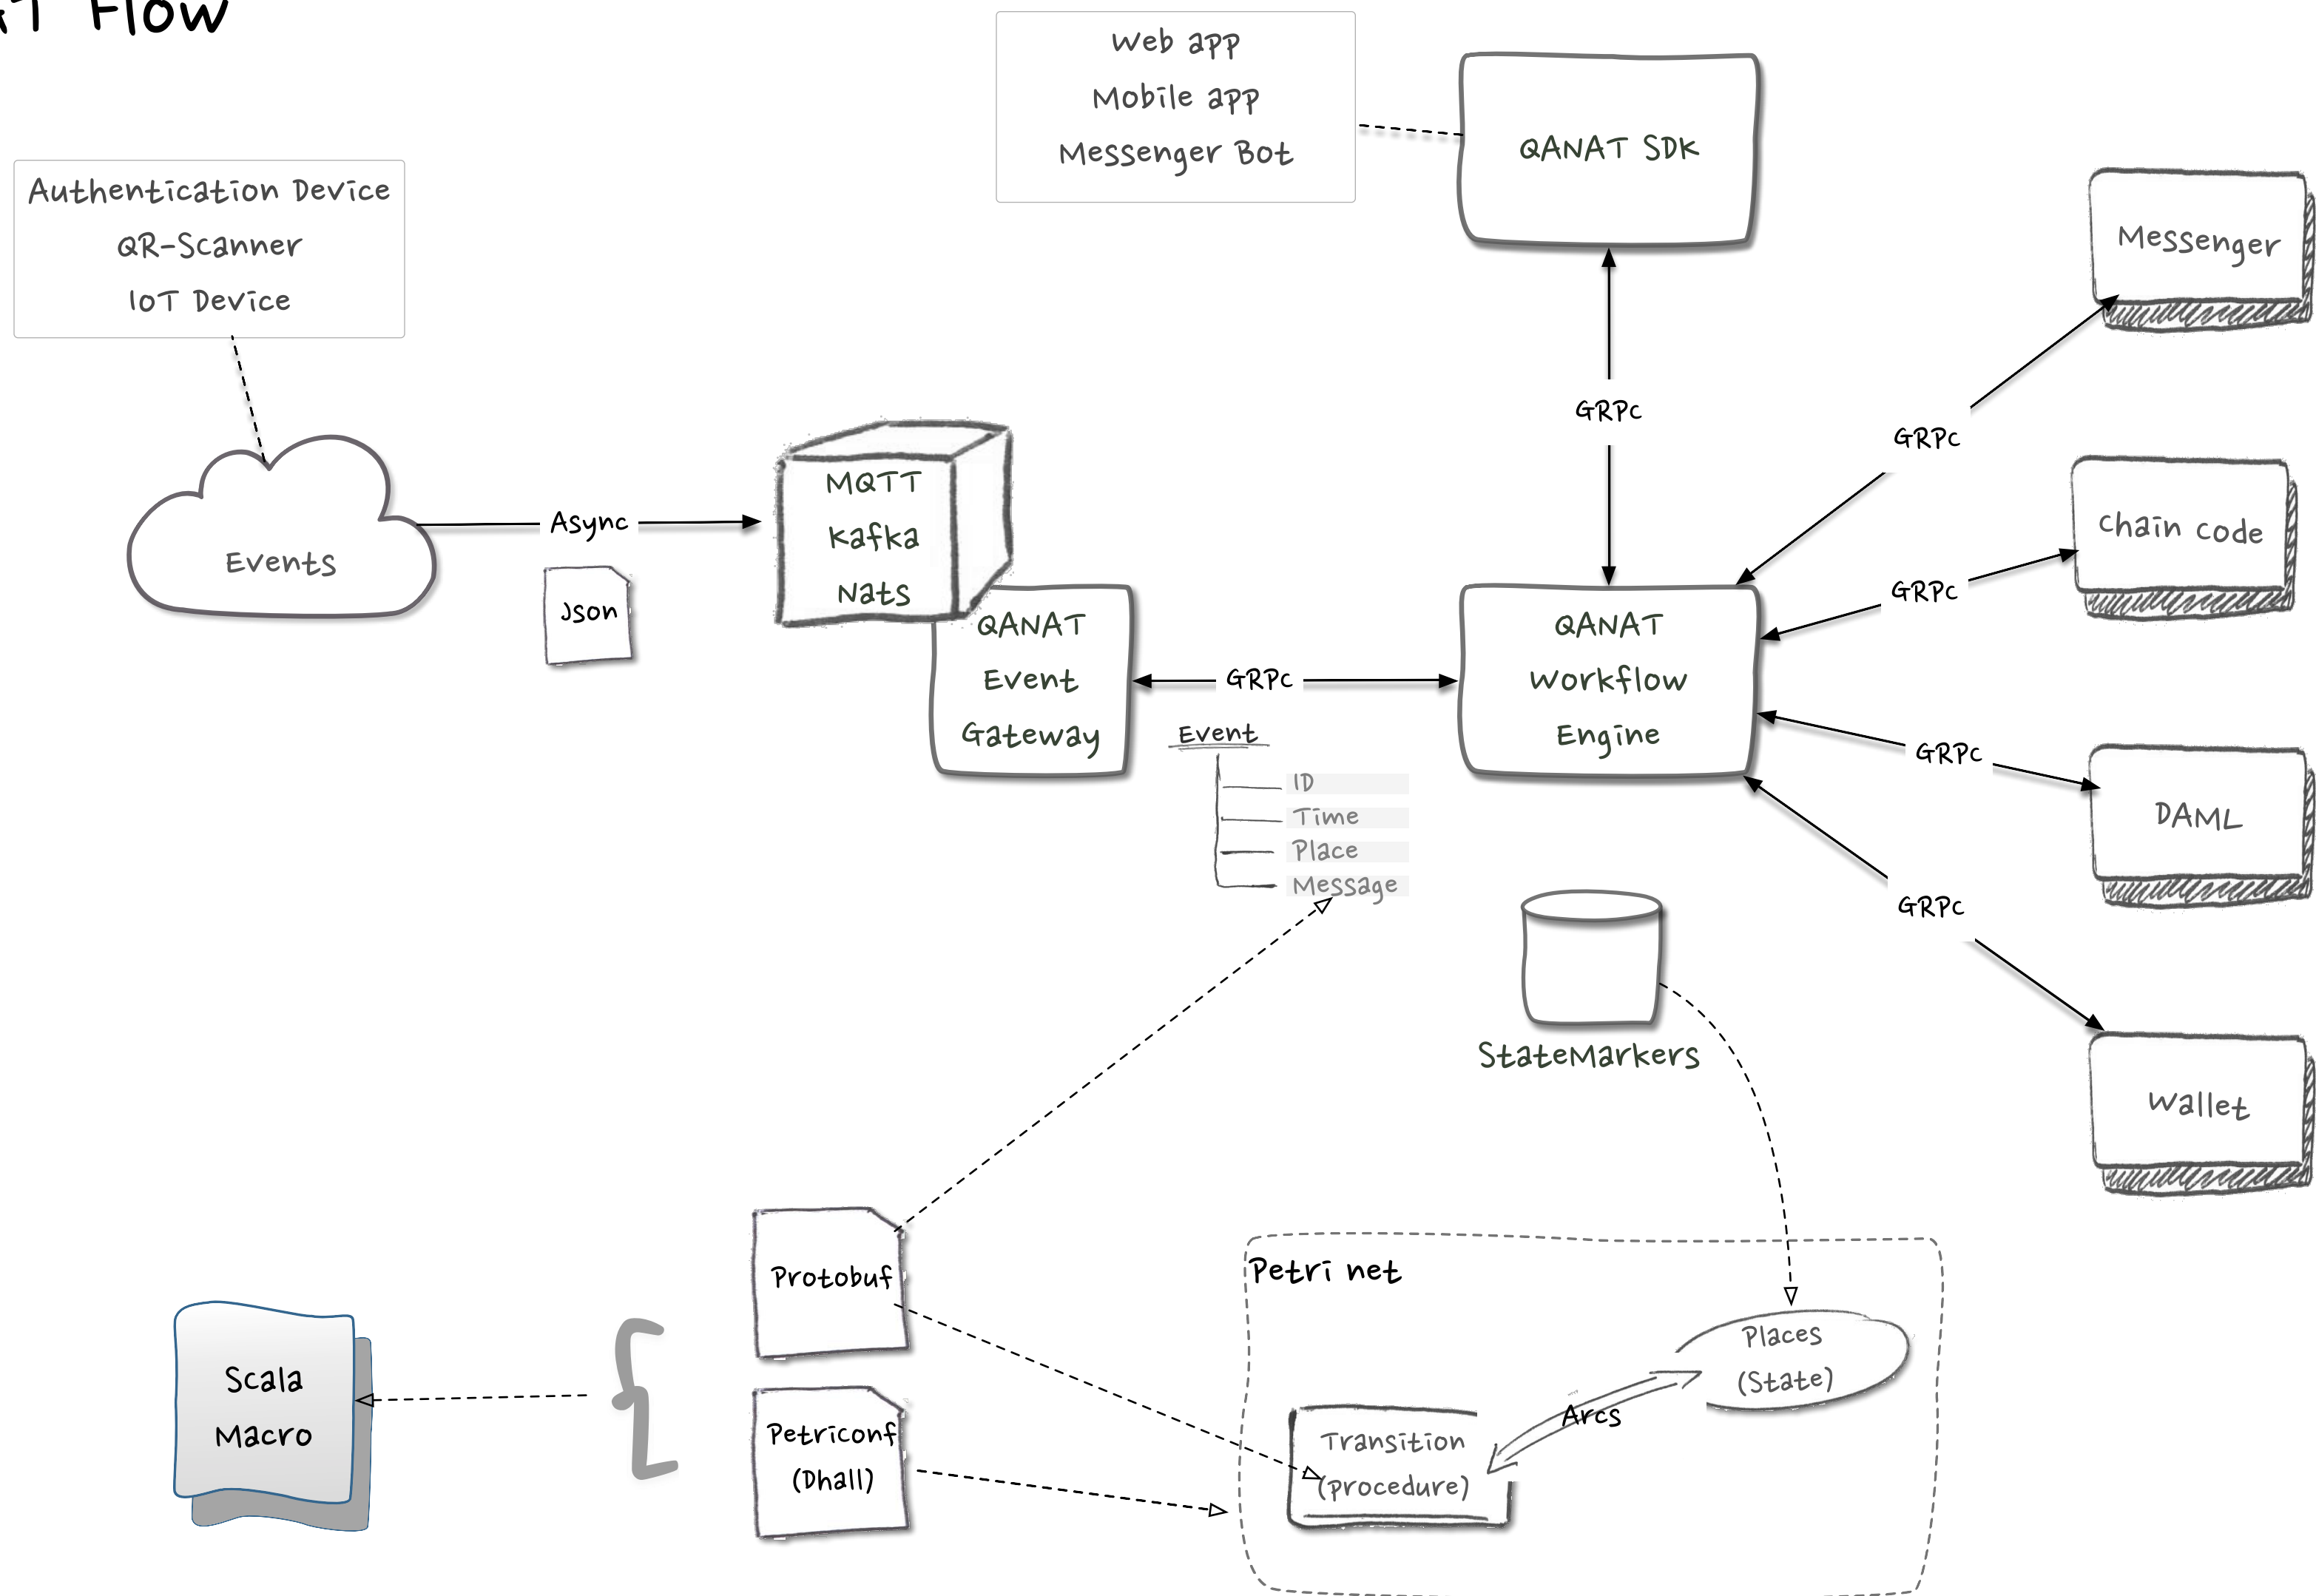 Flow
Web app
Mobile app
Messenger Bot
QANAT SDK
Authentication Device
QR-Scanner
IoT Device
Messenger
GRPc
GRPc
Events
Async
Json
MQTT
Kafka
Nats
chain code
GRPc
QANAT
Event
Gateway
GRPc
QANAT
Workflow
Engine
Event
ID
Time
Place
Message
GRPc
DAML
GRPc
StateMarkers
Wallet
Protobuf
Petriconf
(Dhall)
Scala
Macro
Petri net
Places
(State)
Arcs
Transition
(procedure)